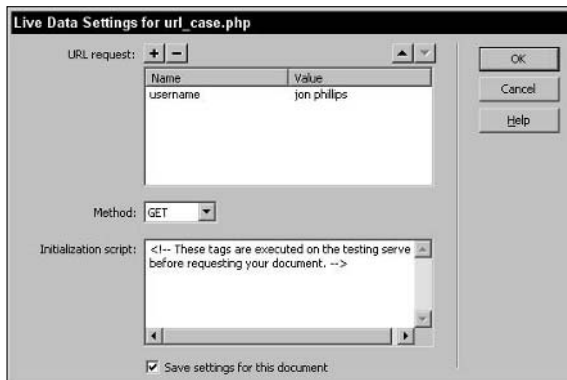 Live Data Settings for url_case.php
URL request:
+ -
Name Value
username jon phillips
Method: GET
Initialization script: <!-- These tags are executed on the testing serve
before requesting your document. -->
Save settings for this document
OK
Cancel
Help